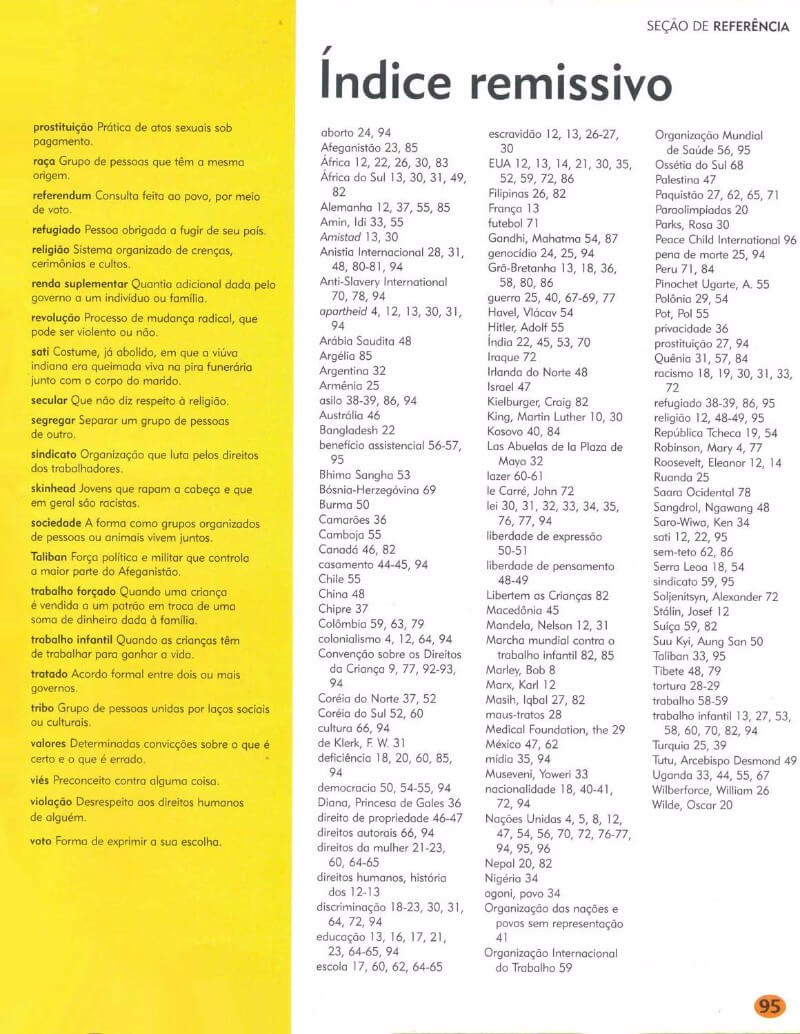 SEÇÃO DE REFERÊNCIA
Índice remissivo
prostituição Prática de atos sexuais sob
pagamento.
raça Grupo de pessoas que têm a mesma
origem.
referendum Consulta feita ao povo, por meio
de voto.
refugiado Pessoa obrigada a fugir de seu país.
religião Sistema organizado de crenças,
cerimônias e cultos.
renda suplementar Quantia adicional dada pelo
governo a um indivíduo ou família.
revolução Processo de mudança radical, que
pode ser violento ou não.
sati Costume, já abolido, em que a viúva
indiana era queimada viva na pira funerária
junto com o corpo do marido.
secular Que não diz respeito à religião.
segregar Separar um grupo de pessoas
de outro.
sindicato Organização que luta pelos direitos
dos trabalhadores.
skinhead Jovens que rapam a cabeça e que
em geral são racistas.
sociedade A forma como grupos organizados
de pessoas ou animais vivem juntos.
Taliban Força política e militar que controla
a maior parte do Afeganistão.
trabalho forçado Quando uma criança
é vendida a um patrão em troca de uma
soma de dinheiro dada à família.
trabalho infantil Quando as crianças têm
de trabalhar para ganhar a vida.
tratado Acordo formal entre dois ou mais
governos.
tribo Grupo de pessoas unidas por laços sociais
ou culturais.
valores Determinadas convicções sobre o que é
certo e o que é errado.
viés Preconceito contra alguma coisa.
violação Desrespeito aos direitos humanos
de alguém.
voto Forma de exprimir a sua escolha.
aborto 24, 94
Afeganistão 23, 85
África 12, 22, 26, 30, 83
África do Sul 13, 30, 31, 49,
82
Alemanha 12, 37, 55, 85
Amin, Idi 33, 55
Amistad 13, 30
Anistia Internacional 28, 31,
48, 80-81, 94
Anti-Slavery International
70, 78, 94
apartheid 4, 12, 13, 30, 31,
94
Arábia Saudita 48
Argélia 85
Argentina 32
Armênia 25
asilo 38-39, 86, 94
Austrália 46
Bangladesh 22
benefício assistencial 56-57,
95
Bhima Sangha 53
Bósnia-Herzegóvina 69
Burma 50
Camarões 36
Camboja 55
Canadá 46, 82
casamento 44-45, 94
Chile 55
China 48
Chipre 37
Colômbia 59, 63, 79
colonialismo 4, 12, 64, 94
Convenção sobre os Direitos
da Criança 9, 77, 92-93,
94
Coréia do Norte 37, 52
Coréia do Sul 52, 60
cultura 66, 94
de Klerk, F. W. 31
deficiência 18, 20, 60, 85,
94
democracia 50, 54-55, 94
Diana, Princesa de Gales 36
direito de propriedade 46-47
direitos autorais 66, 94
direitos da mulher 21-23,
60, 64-65
direitos humanos, história
dos 12-13
discriminação 18-23, 30, 31,
64, 72, 94
educação 13, 16, 17, 21,
23, 64-65, 94
escola 17, 60, 62, 64-65
escravidão 12, 13, 26-27,
30
EUA 12, 13, 14, 21, 30, 35,
52, 59, 72, 86
Filipinas 26, 82
França 13
futebol 71
Gandhi, Mahatma 54, 87
genocídio 24, 25, 94
Grã-Bretanha 13, 18, 36,
58, 80, 86
guerra 25, 40, 67-69, 77
Havel, Vlácav 54
Hitler, Adolf 55
Índia 22, 45, 53, 70
Iraque 72
Irlanda do Norte 48
Israel 47
Kielburger, Craig 82
King, Martin Luther 10, 30
Kosovo 40, 84
Las Abuelas de la Plaza de
Mayo 32
lazer 60-61
le Carré, John 72
lei 30, 31, 32, 33, 34, 35,
76, 77, 94
liberdade de expressão
50-51
liberdade de pensamento
48-49
Libertem as Crianças 82
Macedônia 45
Mandela, Nelson 12, 31
Marcha mundial contra o
trabalho infantil 82, 85
Marley, Bob 8
Marx, Karl 12
Masih, Iqbal 27, 82
maus-tratos 28
Medical Foundation, the 29
México 47, 62
mídia 35, 94
Museveni, Yoweri 33
nacionalidade 18, 40-41,
72, 94
Nações Unidas 4, 5, 8, 12,
47, 54, 56, 70, 72, 76-77,
94, 95, 96
Nepal 20, 82
Nigéria 34
ogoni, povo 34
Organização das nações e
povos sem representação
41
Organização Internacional
do Trabalho 59
Organização Mundial
de Saúde 56, 95
Ossétia do Sul 68
Palestina 47
Paquistão 27, 62, 65, 71
Paraolimpíadas 20
Parks, Rosa 30
Peace Child International 96
pena de morte 25, 94
Peru 71, 84
Pinochet Ugarte, A. 55
Polônia 29, 54
Pot, Pol 55
privacidade 36
prostituição 27, 94
Quênia 31, 57, 84
racismo 18, 19, 30, 31, 33,
72
refugiado 38-39, 86, 95
religião 12, 48-49, 95
República Tcheca 19, 54
Robinson, Mary 4, 77
Roosevelt, Eleanor 12, 14
Ruanda 25
Saara Ocidental 78
Sangdrol, Ngawang 48
Saro-Wiwa, Ken 34
sati 12, 22, 95
sem-teto 62, 86
Serra Leoa 18, 54
sindicato 59, 95
Soljenitsyn, Alexander 72
Stálin, Josef 12
Suíça 59, 82
Suu Kyi, Aung San 50
Taliban 33, 95
Tibete 48, 79
tortura 28-29
trabalho 58-59
trabalho infantil 13, 27, 53,
58, 60, 70, 82, 94
Turquia 25, 39
Tutu, Arcebispo Desmond 49
Uganda 33, 44, 55, 67
Wilberforce, William 26
Wilde, Oscar 20
95